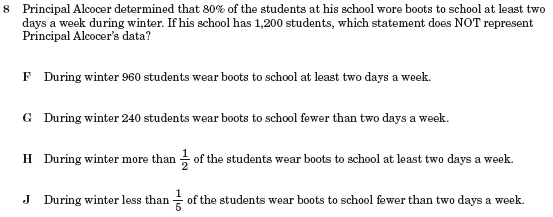 8 Principal Alcocer determined that 80% of the students at his school wore boots to school at least two
days a week during winter. If his school has 1,200 students, which statement does NOT represent
Principal Alcocer's data?
F During winter 960 students wear boots to school at least two days a week.
G During winter 240 students wear boots to school fewer than two days a week.
H During winter more than 1/2 of the students wear boots to school at least two days a week.
J During winter less than 1/5 of the students wear boots to school fewer than two days a week.